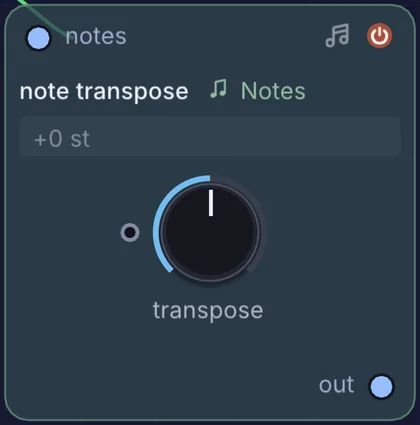 notes
note transpose Notes
+0 st
transpose
out